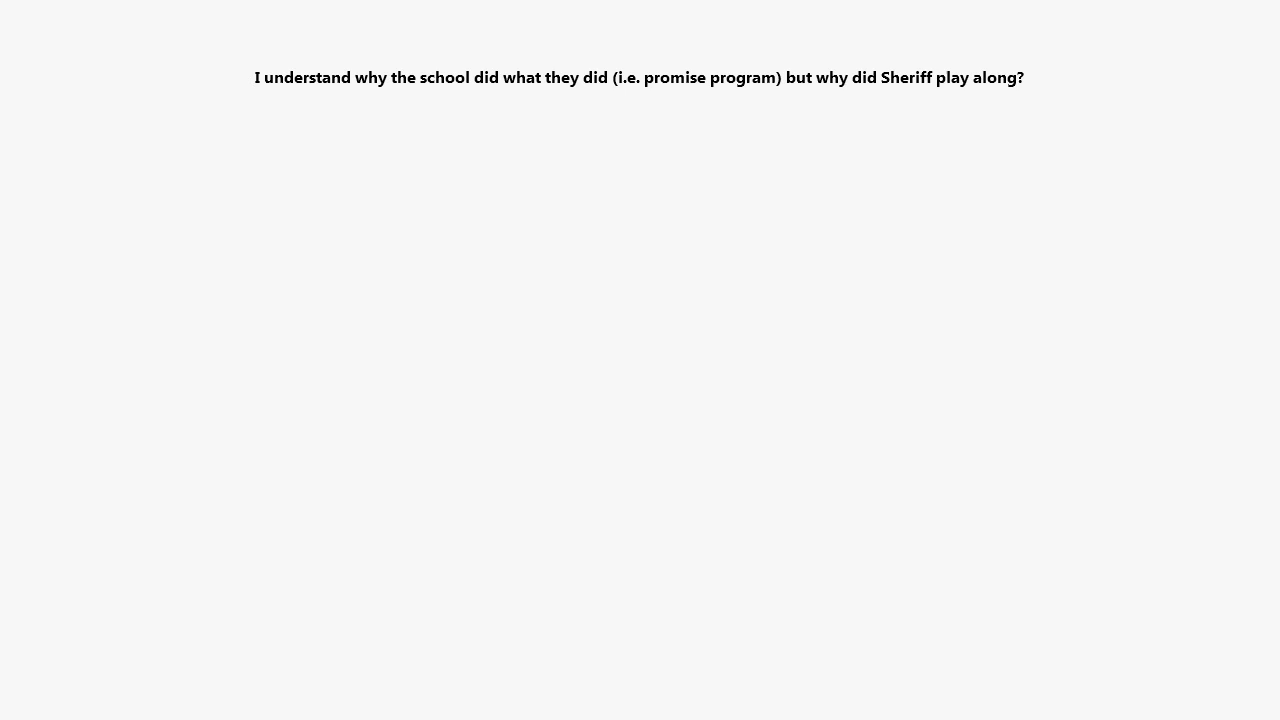 I understand why the school did what they did (i.e. promise program) but why did Sheriff play along?